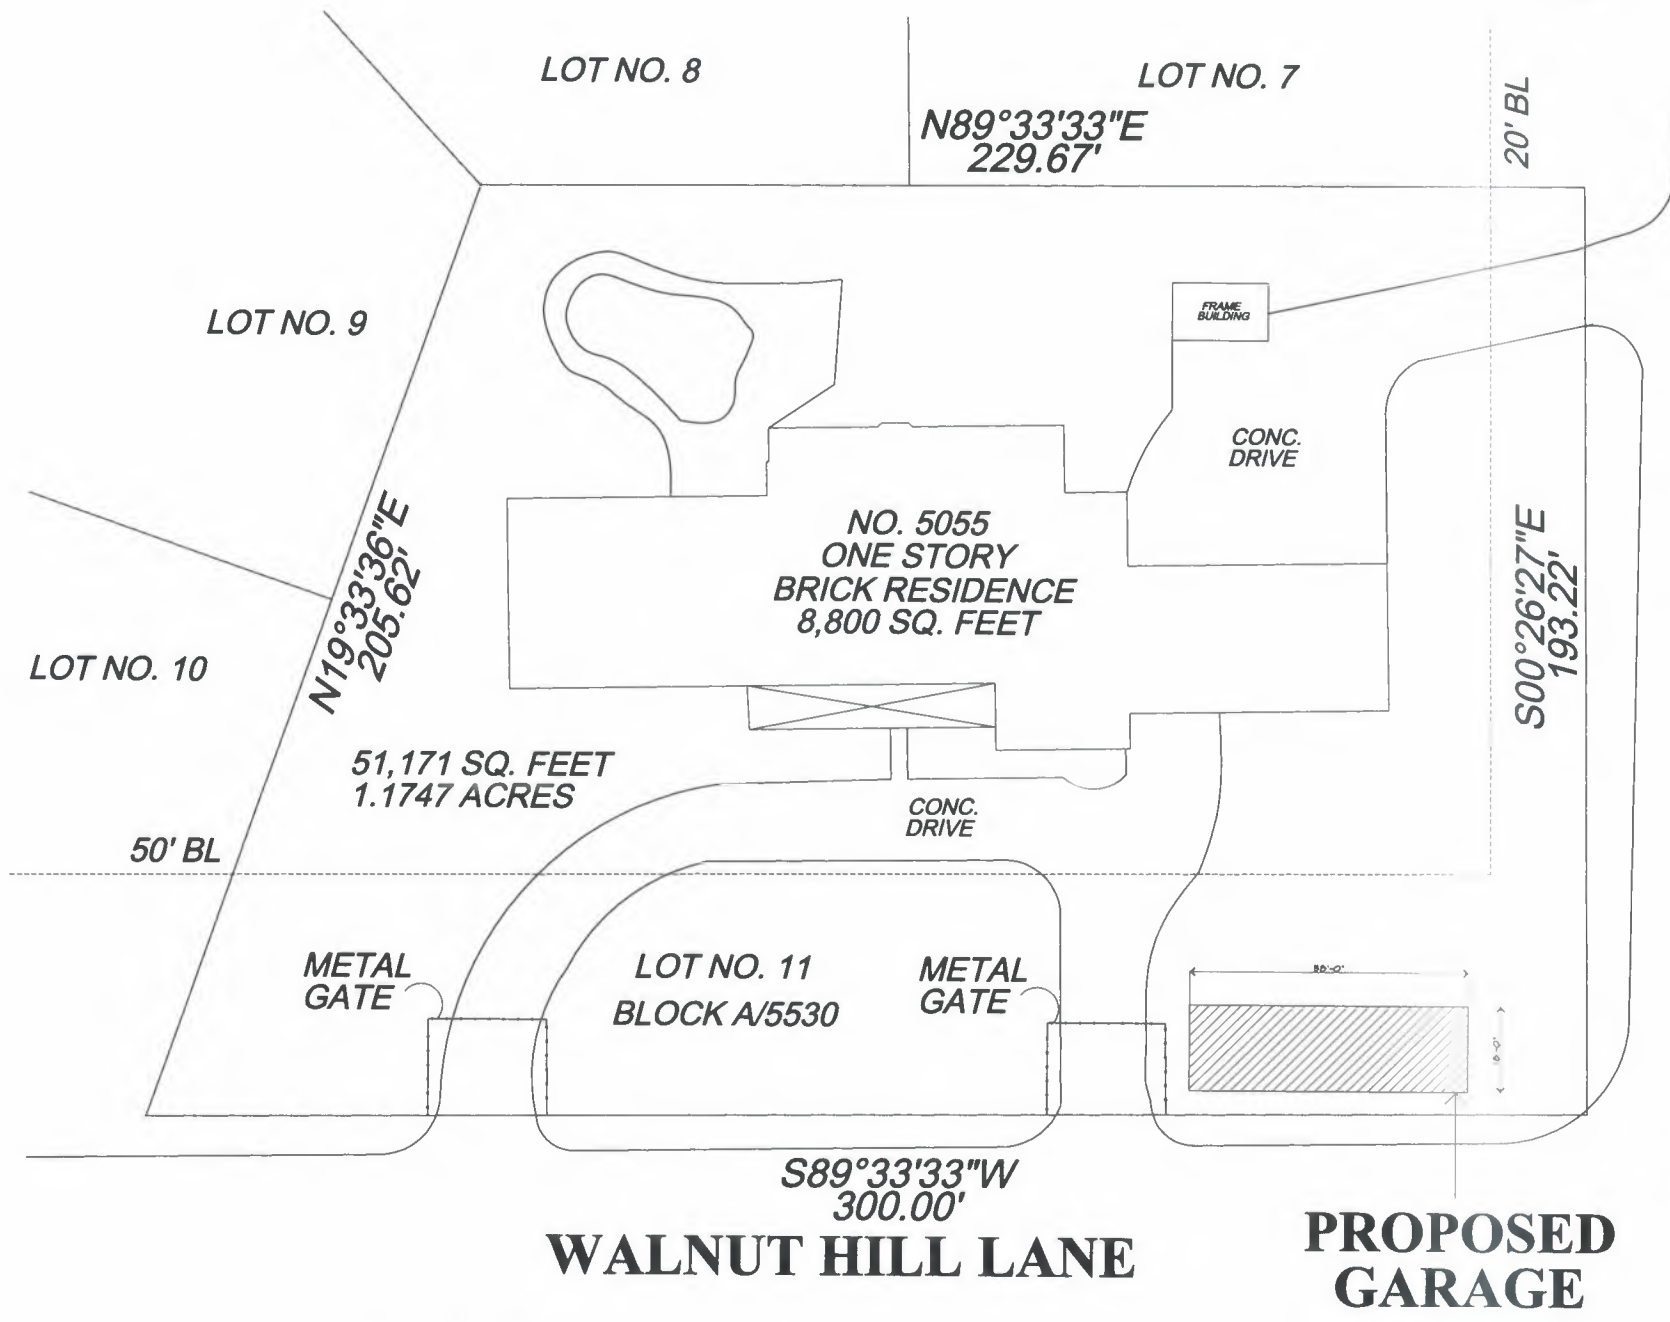 LOT NO. 8
LOT NO. 7
N89°33'33"E
229.67'
20' BL
LOT NO. 9
FRAME
BUILDING
CONC.
DRIVE
NO. 5055
ONE STORY
BRICK RESIDENCE
8,800 SQ. FEET
N19°33'36"E
205.62'
S00°26'27"E
193.22'
LOT NO. 10
51,171 SQ. FEET
1.1747 ACRES
CONC.
DRIVE
50' BL
METAL
GATE
LOT NO. 11
BLOCK A/5530
METAL
GATE
S89°33'33"W
300.00'
WALNUT HILL LANE
PROPOSED
GARAGE